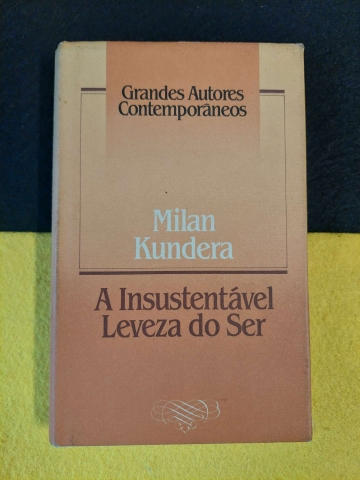 Grandes Autores
Contemporâneos
Milan
Kundera
A Insustentável
Leveza do Ser